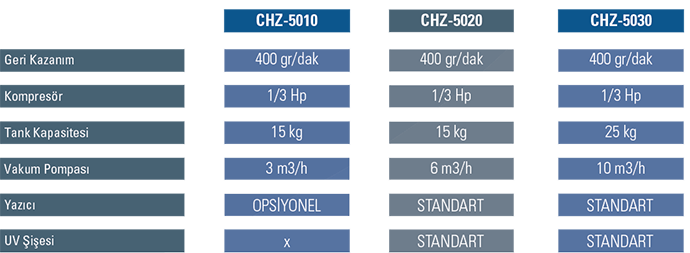 CHZ-5010 CHZ-5020 CHZ-5030
Geri Kazanım 400 gr/dak 400 gr/dak 400 gr/dak
Kompresör 1/3 Hp 1/3 Hp 1/3 Hp
Tank Kapasitesi 15 kg 15 kg 25 kg
Vakum Pompası 3 m3/h 6 m3/h 10 m3/h
Yazıcı OPSİYONEL STANDART STANDART
UV Şişesi x STANDART STANDART